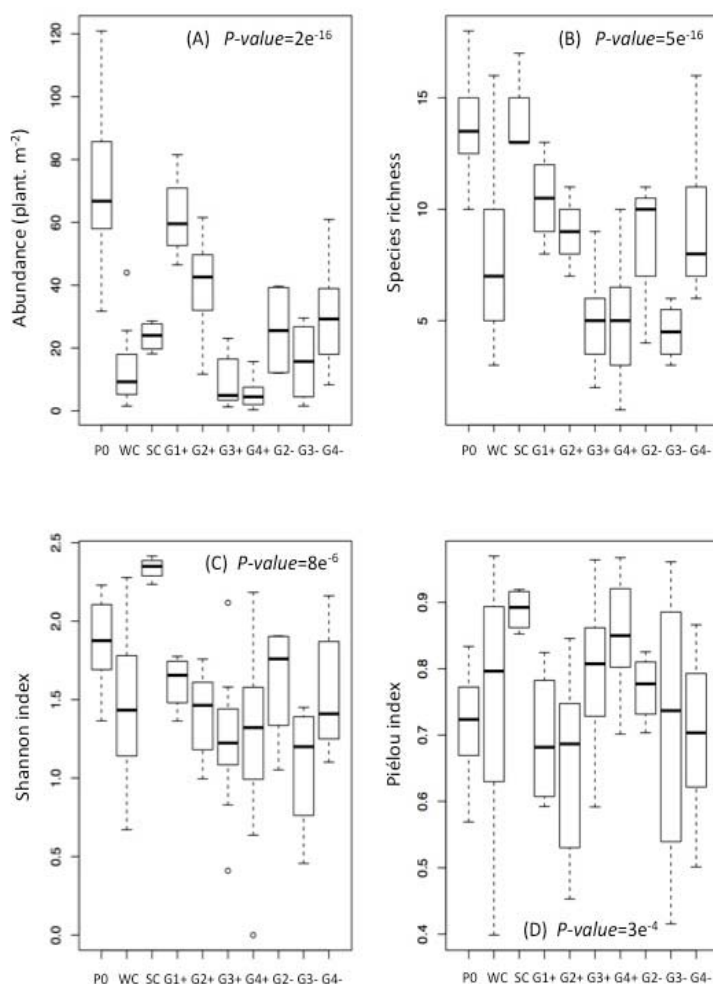 (A) P-value=2e-16
Abundance (plant. m-2)
120
100
80
60
40
20
0
P0 WC SC G1+ G2+ G3+ G4+ G2- G3- G4-
(B) P-value=5e-16
Species richness
15
10
5
P0 WC SC G1+ G2+ G3+ G4+ G2- G3- G4-
(C) P-value=8e-6
Shannon index
2.5
2.0
1.5
1.0
0.5
0.0
P0 WC SC G1+ G2+ G3+ G4+ G2- G3- G4-
Piélou index
0.9
0.8
0.7
0.6
0.5
0.4
(D) P-value=3e-4
P0 WC SC G1+ G2+ G3+ G4+ G2- G3- G4-